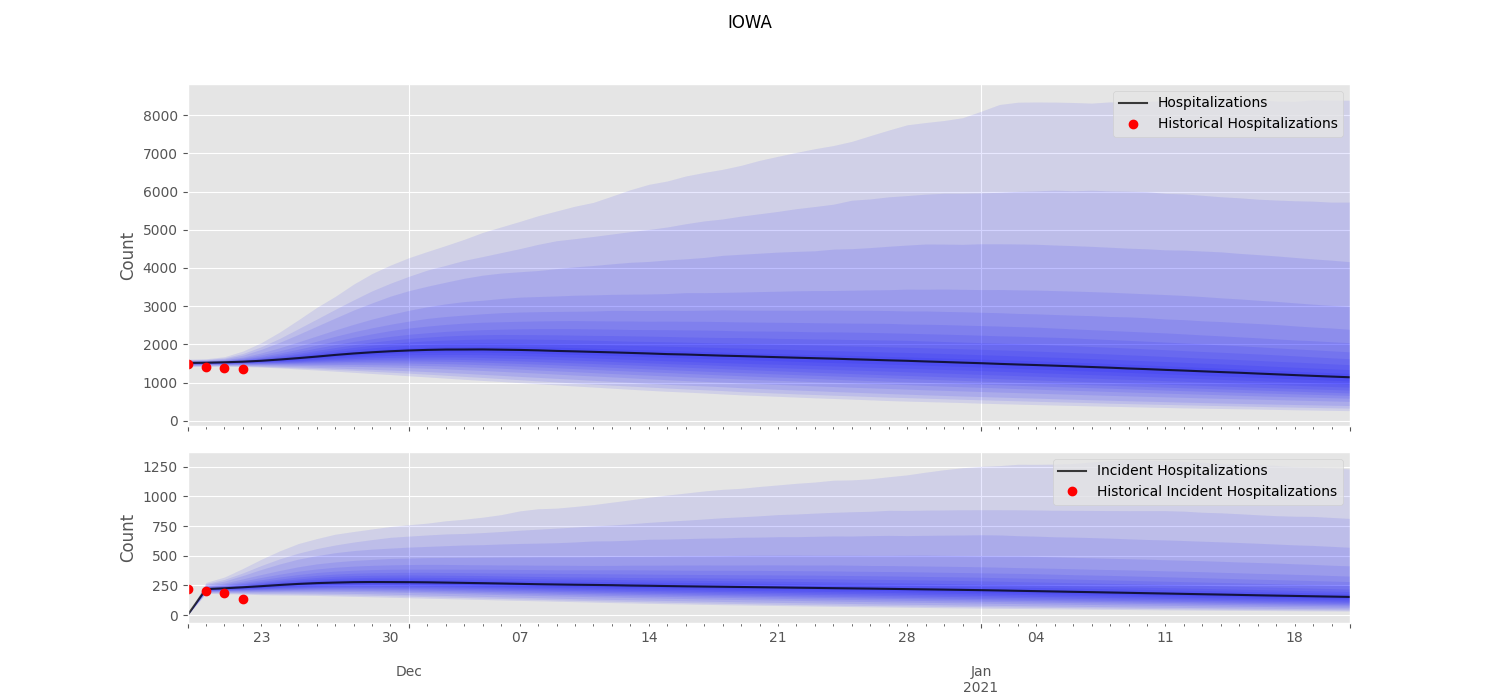 IOWA
Hospitalizations
Historical Hospitalizations
8000
7000
6000
5000
4000
3000
2000
1000
0
Count
Incident Hospitalizations
Historical Incident Hospitalizations
1250
1000
750
500
250
0
Count
23 30 07 14 21 28 04 11 18
Dec Jan
2021